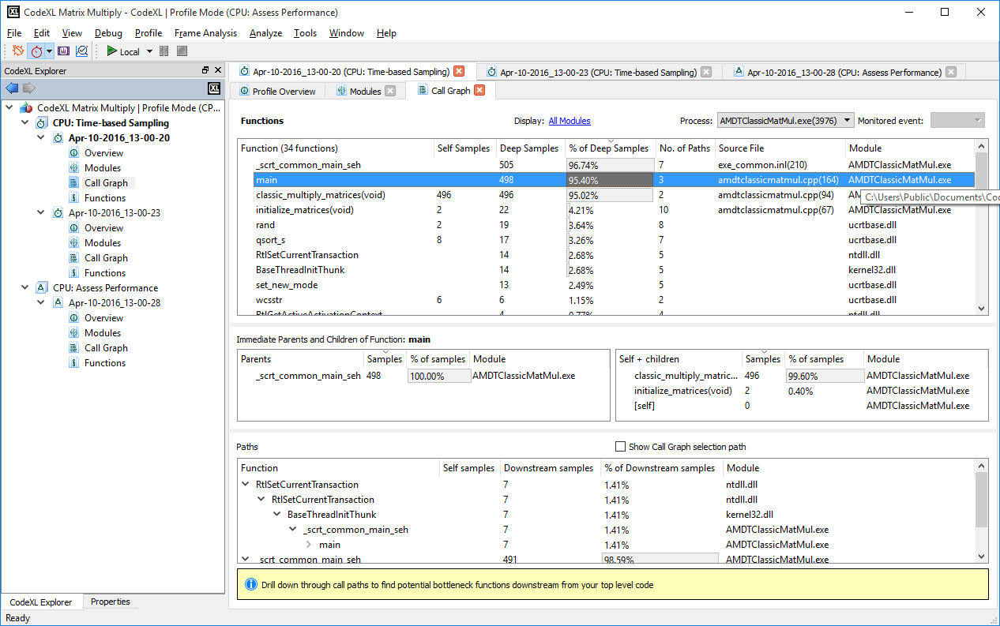 CodeXL Matrix Multiply - CodeXL | Profile Mode (CPU: Assess Performance)
File Edit View Debug Profile Frame Analysis Analyze Tools Window Help
Local
CodeXL Explorer
CodeXL Matrix Multiply | Profile Mode (CP...
CPU: Time-based Sampling
Apr-10-2016_13-00-20
Overview
Modules
Call Graph
Functions
Apr-10-2016_13-00-23
Overview
Modules
Call Graph
Functions
CPU: Assess Performance
Apr-10-2016_13-00-28
Overview
Modules
Call Graph
Functions
CodeXL Explorer Properties
Ready
Apr-10-2016_13-00-20 (CPU: Time-based Sampling) Apr-10-2016_13-00-23 (CPU: Time-based Sampling) Apr-10-2016_13-00-28 (CPU: Assess Performance)
Profile Overview Modules Call Graph
Functions Display: All Modules Process: AMDTClassicMatMul.exe(3976) Monitored event:
Function (34 functions) Self Samples Deep Samples % of Deep Samples No. of Paths Source File Module
_scrt_common_main_seh 505 96.74% 7 exe_common.inl(210) AMDTClassicMatMul.exe
main 498 95.40% 3 amdtclassicmatmul.cpp(164) AMDTClassicMatMul.exe
classic_multiply_matrices(void) 496 496 95.02% 2 amdtclassicmatmul.cpp(94)
C:\Users\Public\Documents\
initialize_matrices(void) 2 22 4.21% 10 amdtclassicmatmul.cpp(67) AMDTClassicMatMul.exe
rand 2 19 3.64% 8 ucrtbase.dll
qsort_s 8 17 3.26% 7 ucrtbase.dll
RtlSetCurrentTransaction 14 2.68% 5 ntdll.dll
BaseThreadInitThunk 14 2.68% 5 kernel32.dll
set_new_mode 13 2.49% 5 ucrtbase.dll
wcsstr 6 6 1.15% 2 ucrtbase.dll
RtlGetActiveActivationContext 4 0.77% 4 ntdll.dll
Immediate Parents and Children of Function: main
Parents Samples % of samples Module
_scrt_common_main_seh 498 100.00% AMDTClassicMatMul.exe
Self + children Samples % of samples Module
classic_multiply_matric... 496 99.60% AMDTClassicMatMul.exe
initialize_matrices(void) 2 0.40% AMDTClassicMatMul.exe
[self] 0 AMDTClassicMatMul.exe
Paths Show Call Graph selection path
Function Self samples Downstream samples % of Downstream samples Module
RtlSetCurrentTransaction 7 1.41% ntdll.dll
RtlSetCurrentTransaction 7 1.41% ntdll.dll
BaseThreadInitThunk 7 1.41% kernel32.dll
_scrt_common_main_seh 7 1.41% AMDTClassicMatMul.exe
main 7 1.41% AMDTClassicMatMul.exe
_scrt_common_main_seh 491 98.59% AMDTClassicMatMul.exe
Drill down through call paths to find potential bottleneck functions downstream from your top level code